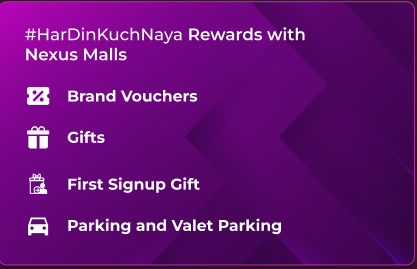 #HarDinKuchNaya Rewards with
Nexus Malls
Brand Vouchers
Gifts
First Signup Gift
Parking and Valet Parking